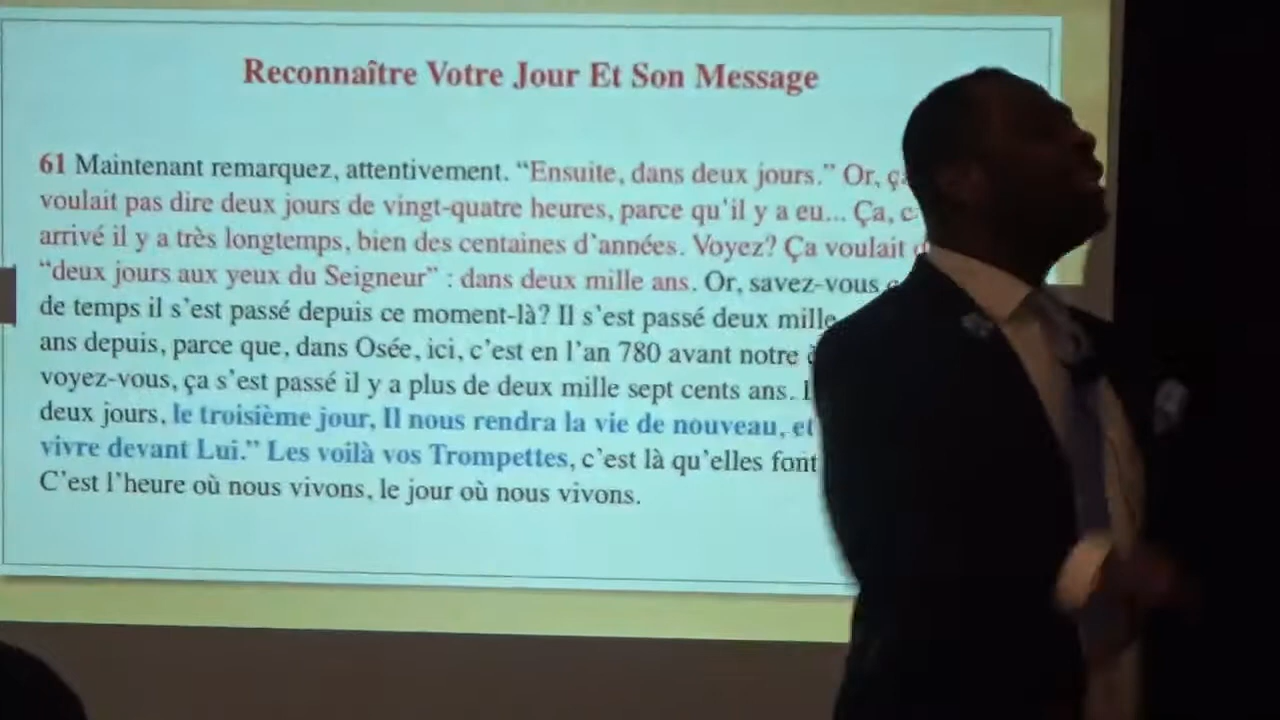 Reconnaître Votre Jour Et Son Message
61 Maintenant remarquez, attentivement. “Ensuite, dans deux jours.” Or,
voulait pas dire deux jours de vingt-quatre heures, parce qu’il y a eu... Ça,
arrivé il y a très longtemps, bien des centaines d’années. Voyez? Ça voulait
“deux jours aux yeux du Seigneur” : dans deux mille ans. Or, savez-vous
de temps il s’est passé depuis ce moment-là? Il s’est passé deux mille
ans depuis, parce que, dans Osée, ici, c’est en l’an 780 avant notre
voyez-vous, ça s’est passé il y a plus de deux mille sept cents ans.
deux jours, le troisième jour, Il nous rendra la vie de nouveau, et
vivre devant Lui.” Les voilà vos Trompettes, c’est là qu’elles font
C’est l’heure où nous vivons, le jour où nous vivons.